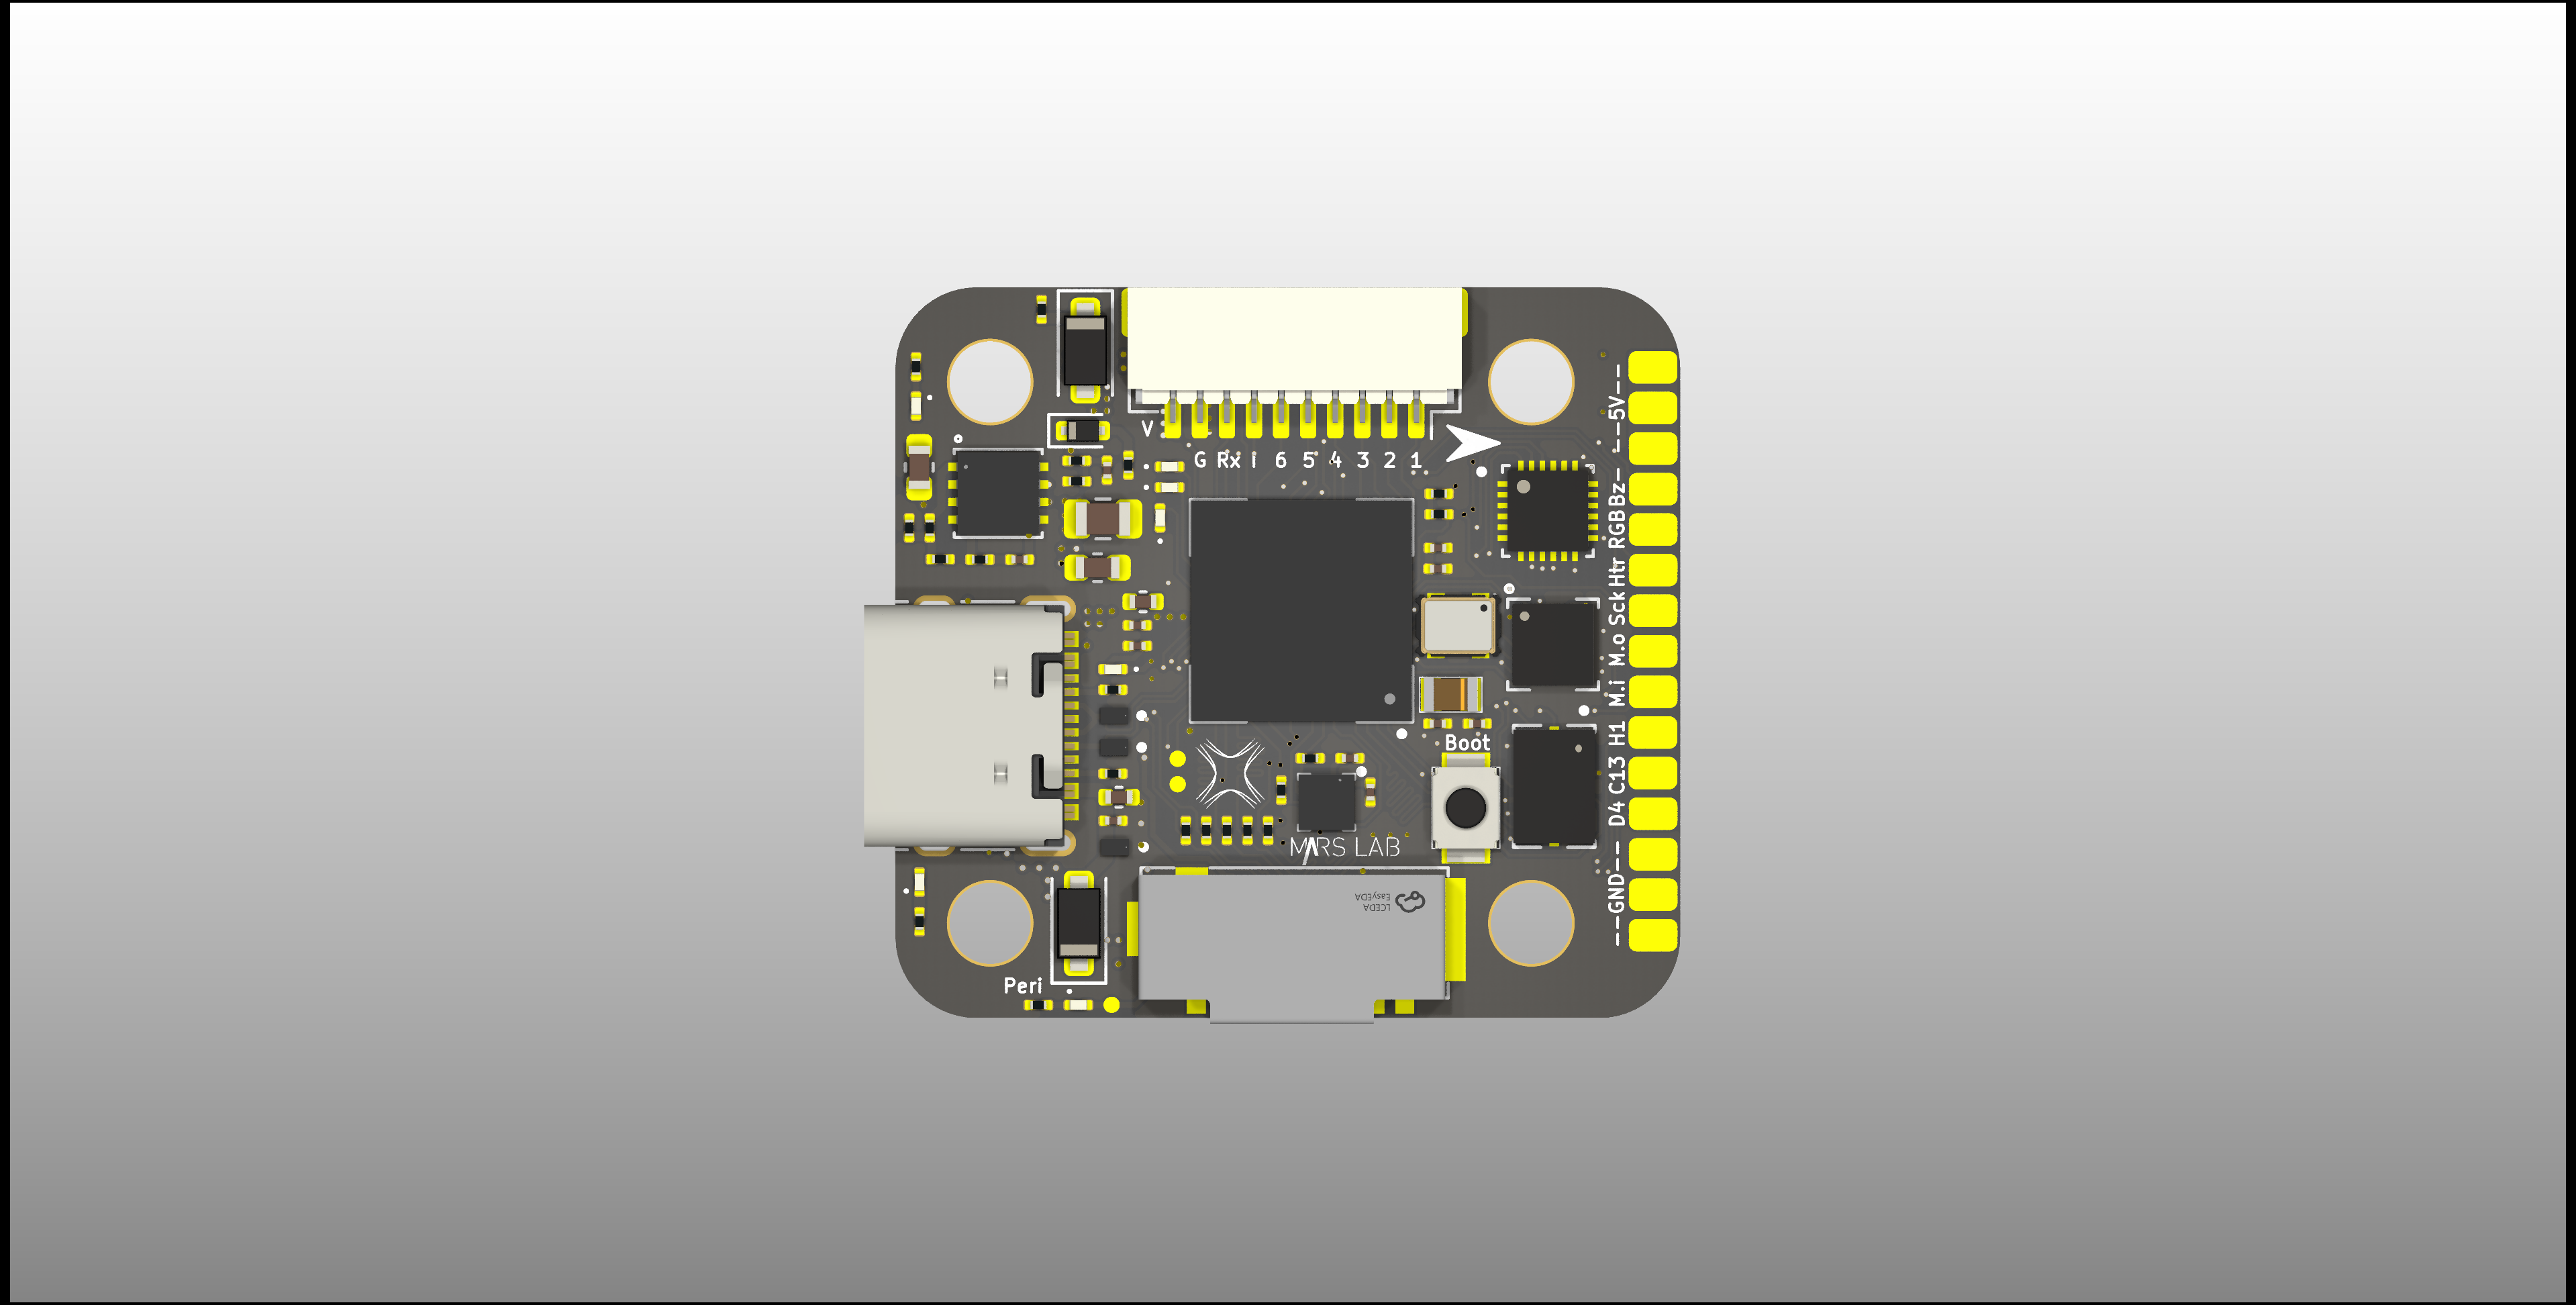 V
G Rx i 6 5 4 3 2 1
--5V--
Bz-
RGB
Htr
Sck
M.o
M.i
H1
C13
D4
--GND--
Boot
MARS LAB
LCEDA
EasyEDA
Peri